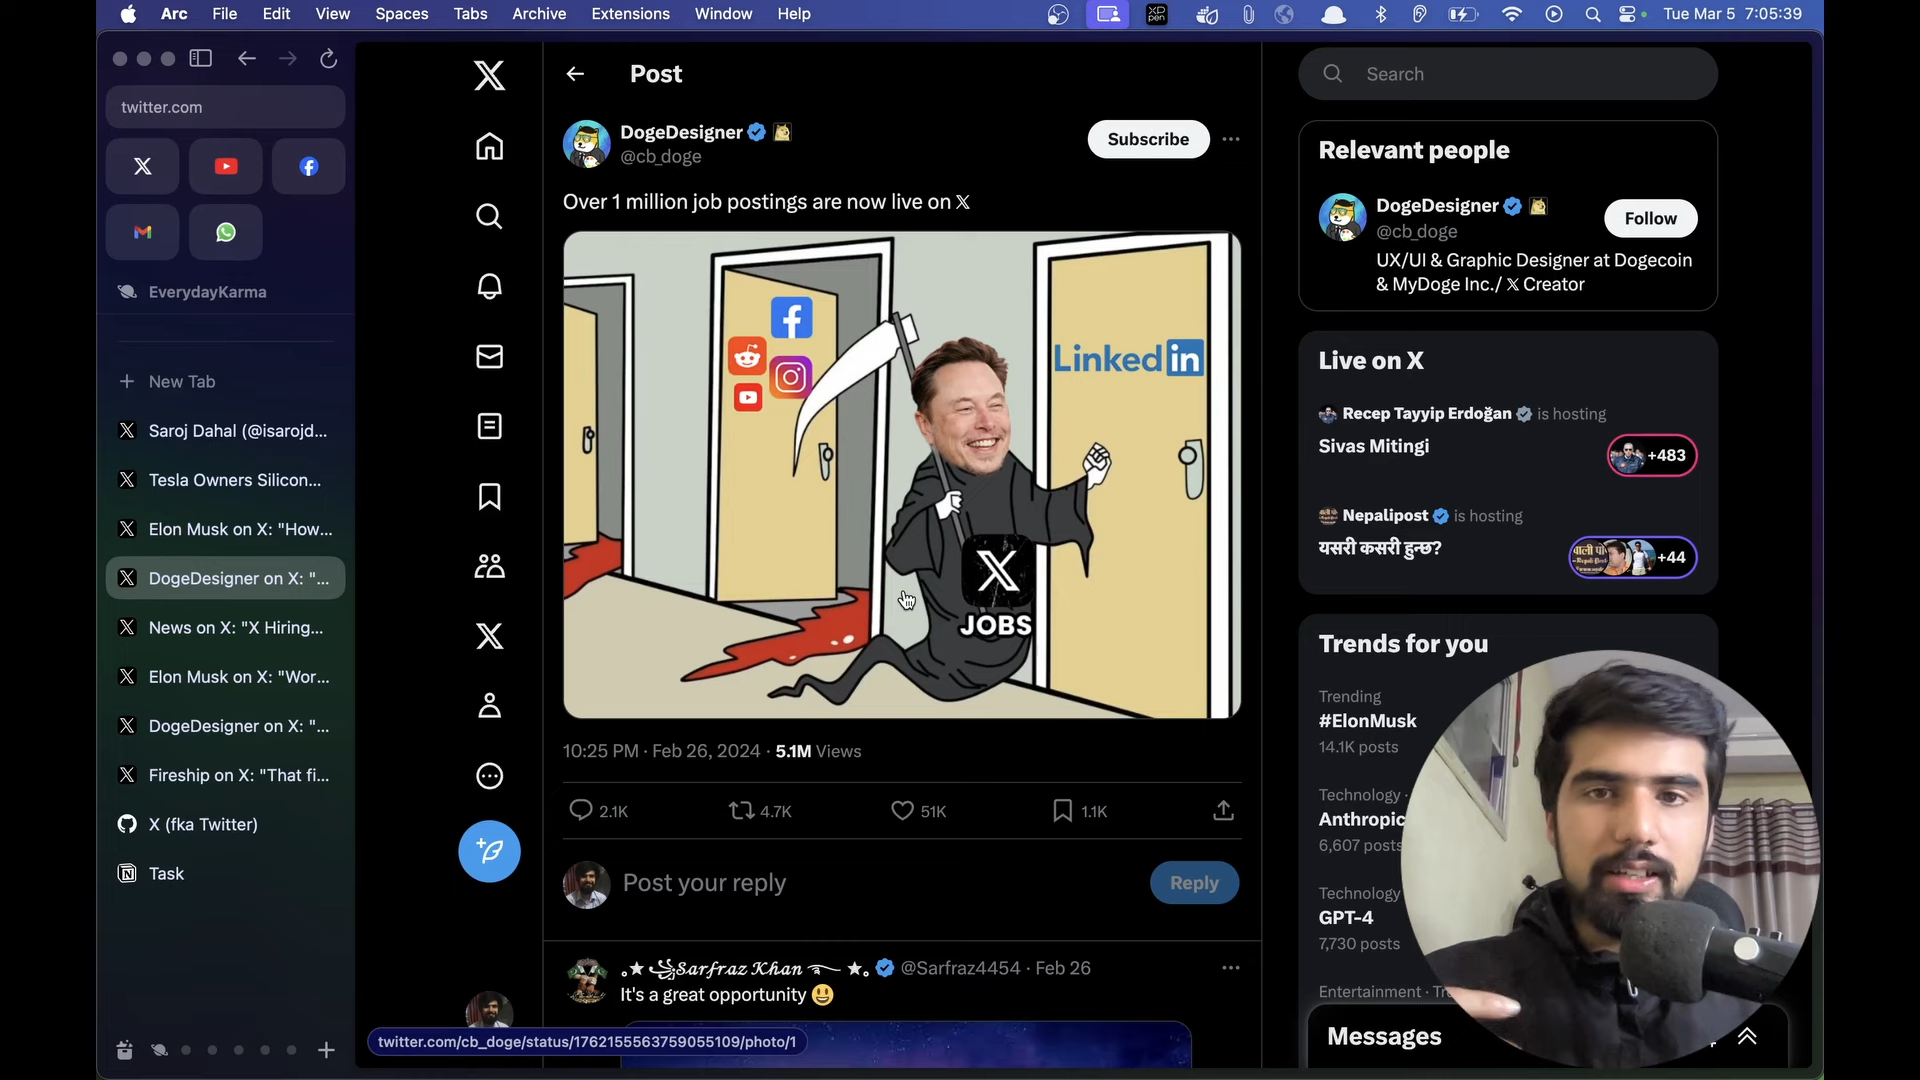 Arc File Edit View Spaces Tabs Archive Extensions Window Help
Tue Mar 5 7:05:39
twitter.com
EverydayKarma
New Tab
Saroj Dahal (@isarojd...
Tesla Owners Silicon...
Elon Musk on X: "How...
DogeDesigner on X: "...
News on X: "X Hiring...
Elon Musk on X: "Wor...
DogeDesigner on X: "...
Fireship on X: "That fi...
X (fka Twitter)
Task
Post
DogeDesigner
@cb_doge
Subscribe
Over 1 million job postings are now live on 𝕏
Linkedin
JOBS
10:25 PM · Feb 26, 2024 · 5.1M Views
2.1K 4.7K 51K 1.1K
Post your reply
Reply
Sarfraz Khan @Sarfraz4454 · Feb 26
It's a great opportunity 😃
twitter.com/cb_doge/status/1762155563759055109/photo/1
Search
Relevant people
DogeDesigner
@cb_doge
Follow
UX/UI & Graphic Designer at Dogecoin
& MyDoge Inc./ 𝕏 Creator
Live on X
Recep Tayyip Erdoğan is hosting
Sivas Mitingi
+483
Nepalipost is hosting
यसरी कसरी हुन्छ?
+44
Trends for you
Trending
#ElonMusk
14.1K posts
Technology ·
Anthropic
6,607 posts
Technology
GPT-4
7,730 posts
Entertainment ·
Messages